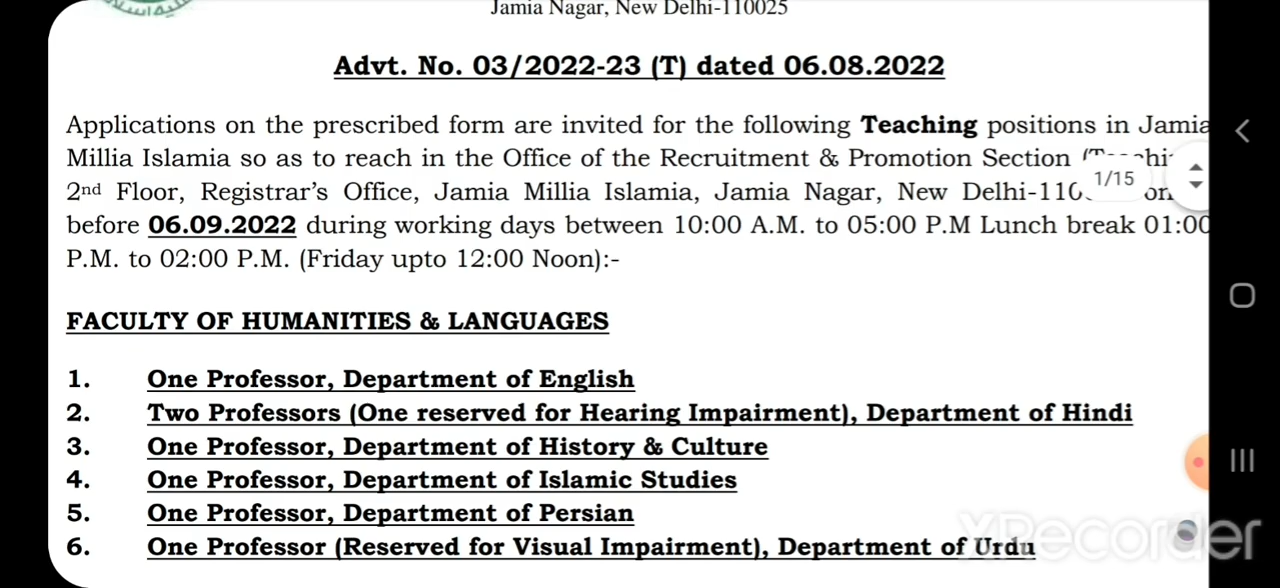 Jamia Nagar, New Delhi-110025
Advt. No. 03/2022-23 (T) dated 06.08.2022
Applications on the prescribed form are invited for the following Teaching positions in Jamia
Millia Islamia so as to reach in the Office of the Recruitment & Promotion Section
2nd Floor, Registrar's Office, Jamia Millia Islamia, Jamia Nagar, New Delhi-110
1/15
before 06.09.2022 during working days between 10:00 A.M. to 05:00 P.M Lunch break 01:00
P.M. to 02:00 P.M. (Friday upto 12:00 Noon):-
FACULTY OF HUMANITIES & LANGUAGES
1. One Professor, Department of English
2. Two Professors (One reserved for Hearing Impairment), Department of Hindi
3. One Professor, Department of History & Culture
4. One Professor, Department of Islamic Studies
5. One Professor, Department of Persian
6. One Professor (Reserved for Visual Impairment), Department of Urdu
XRecorder